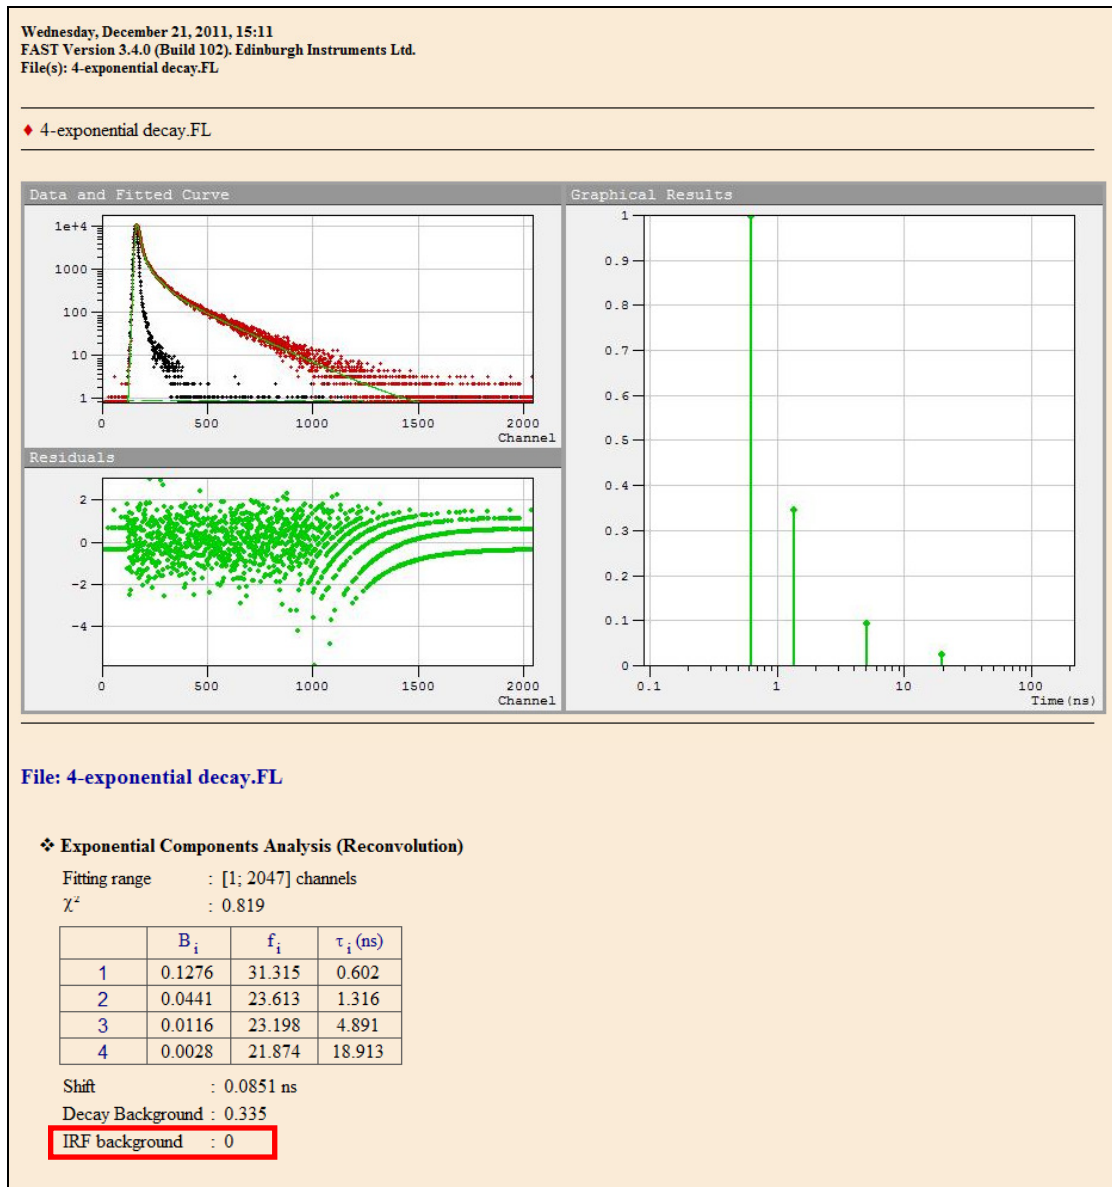 Wednesday, December 21, 2011, 15:11
FAST Version 3.4.0 (Build 102). Edinburgh Instruments Ltd.
File(s): 4-exponential decay.FL
♦ 4-exponential decay.FL
Data and Fitted Curve
1e+4
1000
100
10
1
0 500 1000 1500 2000
Channel
Residuals
2
0
-2
-4
0 500 1000 1500 2000
Channel
Graphical Results
1
0.9
0.8
0.7
0.6
0.5
0.4
0.3
0.2
0.1
0
0.1 1 10 100
Time(ns)
File: 4-exponential decay.FL
❖ Exponential Components Analysis (Reconvolution)
Fitting range : [1; 2047] channels
χ² : 0.819
B i f i τ i (ns)
1 0.1276 31.315 0.602
2 0.0441 23.613 1.316
3 0.0116 23.198 4.891
4 0.0028 21.874 18.913
Shift : 0.0851 ns
Decay Background : 0.335
IRF background : 0